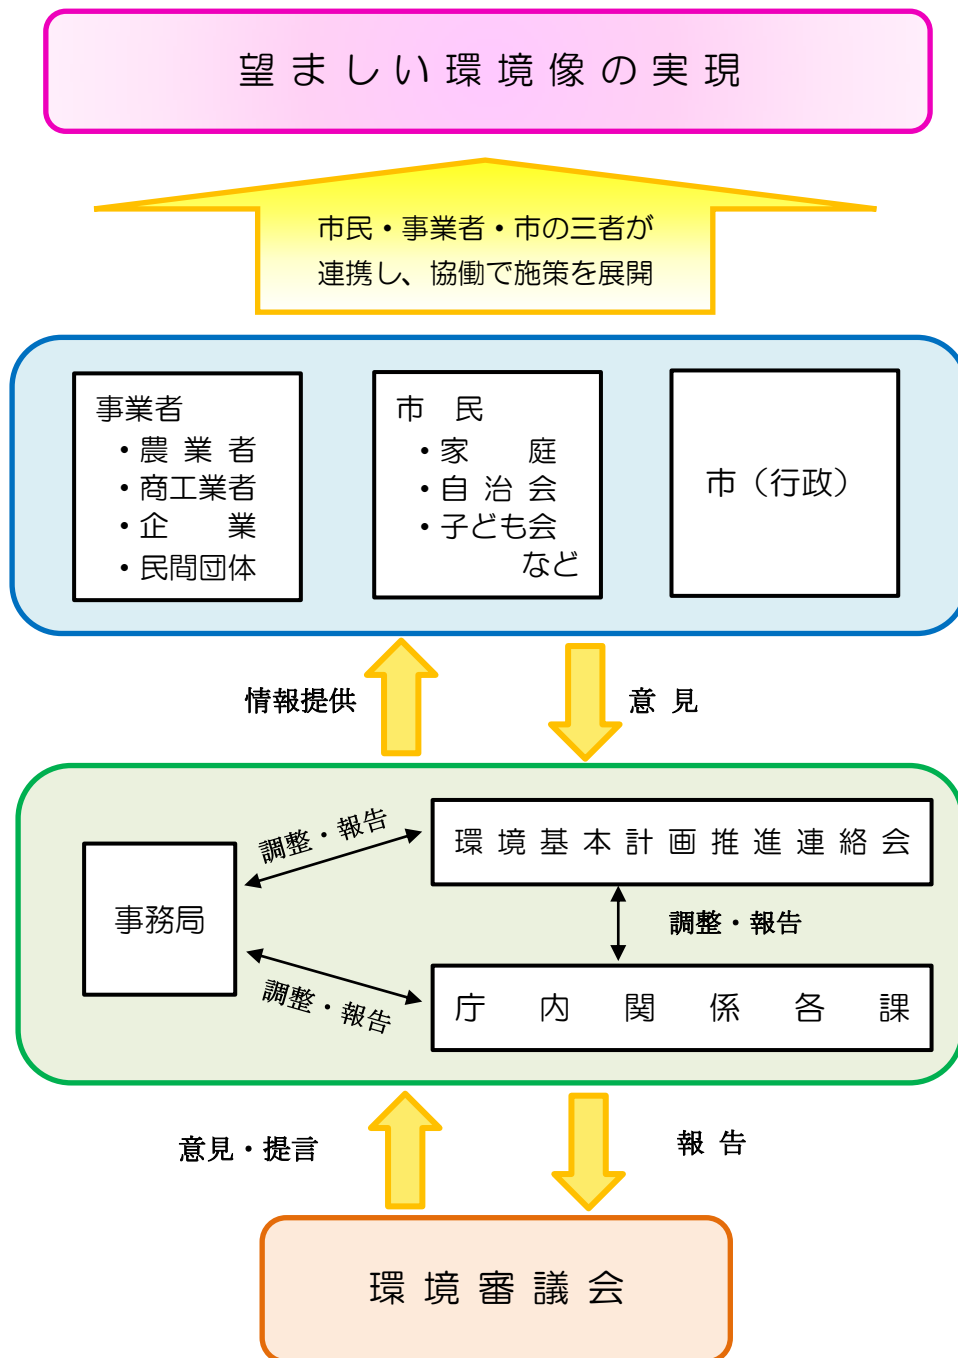 望ましい環境像の実現
市民・事業者・市の三者が
連携し、協働で施策を展開
事業者
・農業者
・商工業者
・企　業
・民間団体
市　民
・家　庭
・自治会
・子ども会
など
市（行政）
情報提供
意見
調整・報告
環境基本計画推進連絡会
事務局
調整・報告
調整・報告
庁内関係各課
意見・提言
報告
環境審議会